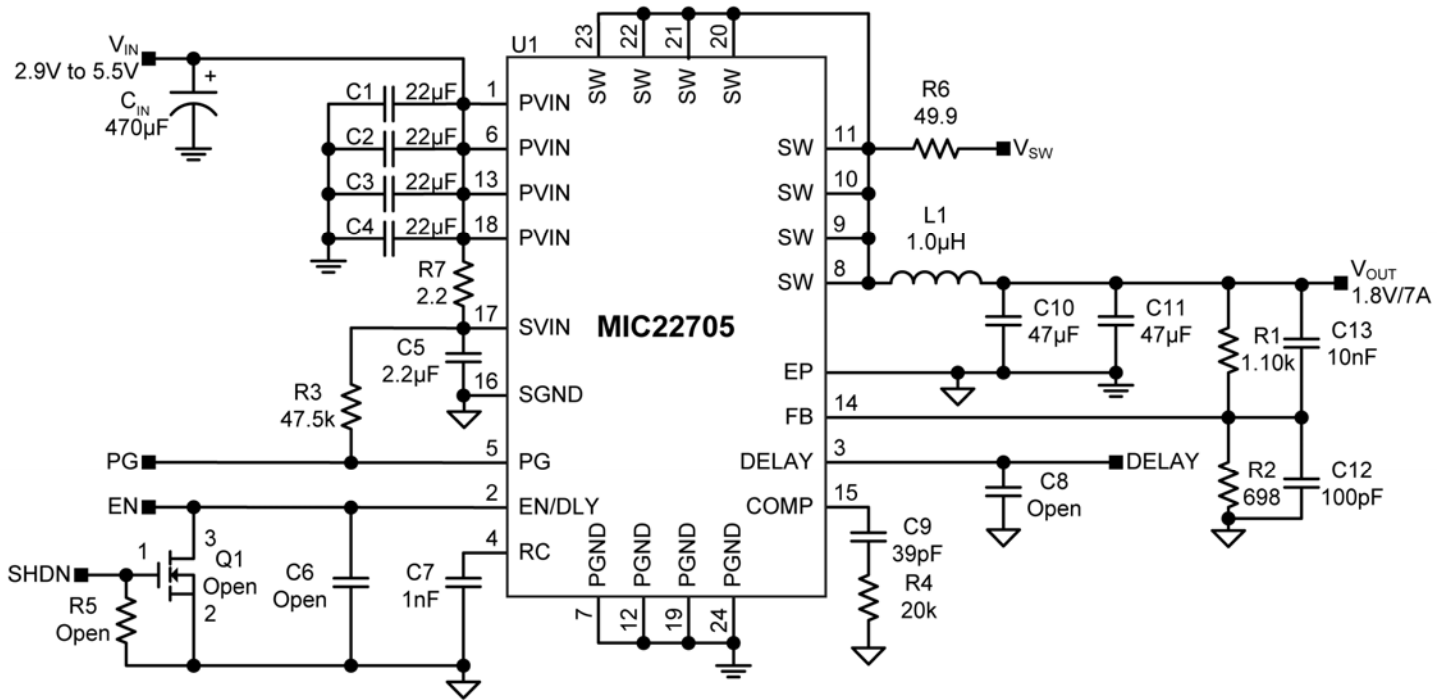 V_IN
2.9V to 5.5V
+
C_IN
470µF
C1 22µF
C2 22µF
C3 22µF
C4 22µF
R7
2.2
C5
2.2µF
R3
47.5k
PG
EN
SHDN
R5
Open
1
3
2
Q1
Open
C6
Open
C7
1nF
U1
23 22 21 20
SW SW SW SW
1 PVIN
6 PVIN
13 PVIN
18 PVIN
17 SVIN
16 SGND
5 PG
2 EN/DLY
4 RC
MIC22705
PGND PGND PGND PGND
7 12 19 24
SW 11
SW 10
SW 9
SW 8
EP
FB 14
DELAY 3
COMP 15
R6
49.9
V_SW
L1
1.0µH
V_OUT
1.8V/7A
C10
47µF
C11
47µF
R1
1.10k
C13
10nF
R2
698
C12
100pF
DELAY
C8
Open
C9
39pF
R4
20k